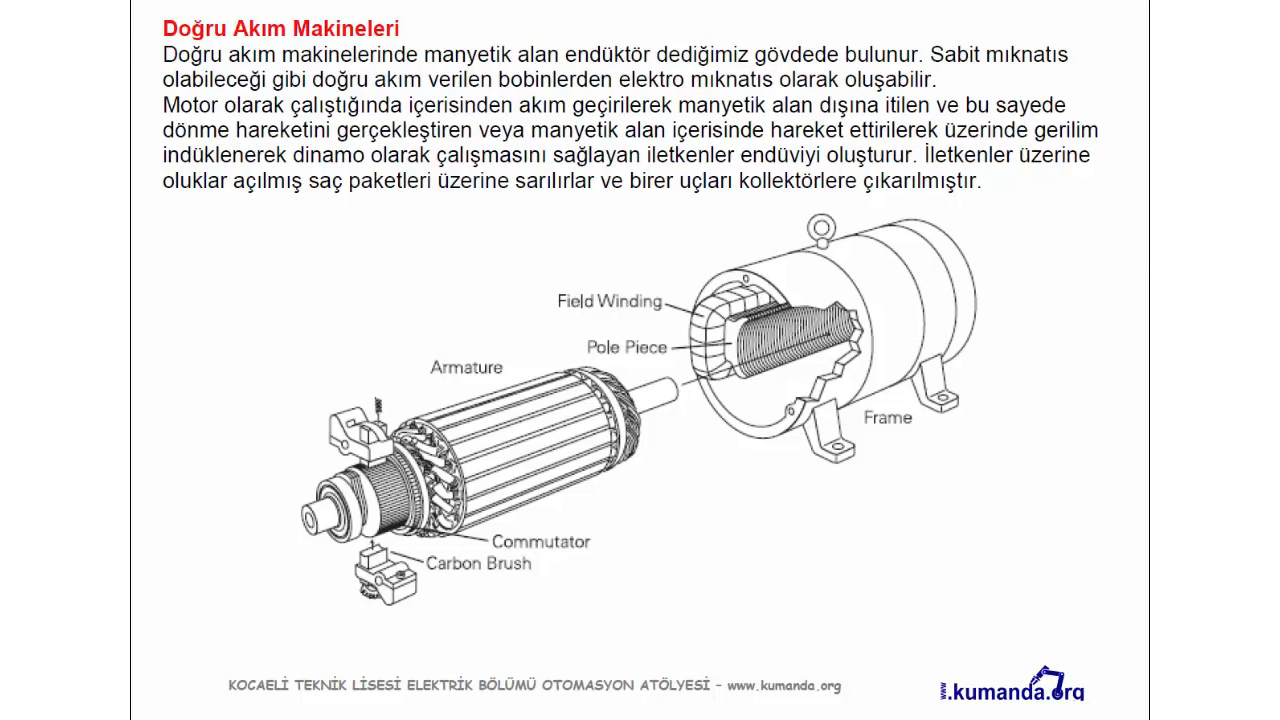 Doğru Akım Makineleri
Doğru akım makinelerinde manyetik alan endüktör dediğimiz gövdede bulunur. Sabit mıknatıs
olabileceği gibi doğru akım verilen bobinlerden elektro mıknatıs olarak oluşabilir.
Motor olarak çalıştığında içerisinden akım geçirilerek manyetik alan dışına itilen ve bu sayede
dönme hareketini gerçekleştiren veya manyetik alan içerisinde hareket ettirilerek üzerinde gerilim
indüklenerek dinamo olarak çalışmasını sağlayan iletkenler endüviyi oluşturur. İletkenler üzerine
oluklar açılmış saç paketleri üzerine sarılırlar ve birer uçları kollektörlere çıkarılmıştır.
Field Winding
Pole Piece
Armature
Frame
Commutator
Carbon Brush
KOCAELİ TEKNİK LİSESİ ELEKTRİK BÖLÜMÜ OTOMASYON ATÖLYESİ – www.kumanda.org
www.kumanda.org